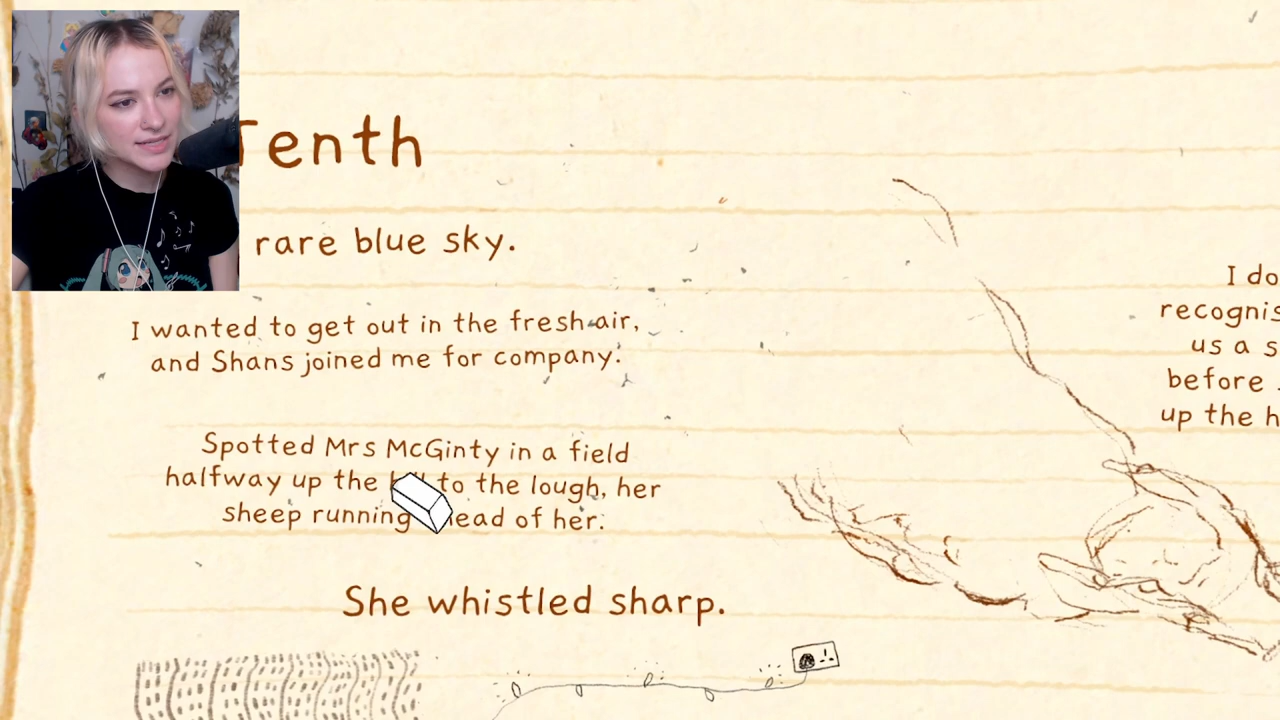 Tenth
rare blue sky.
I wanted to get out in the fresh air,
and Shans joined me for company.
Spotted Mrs McGinty in a field
halfway up the to the lough, her
sheep running of her.
She whistled sharp.
I do
recognis
us a s
before
up the h